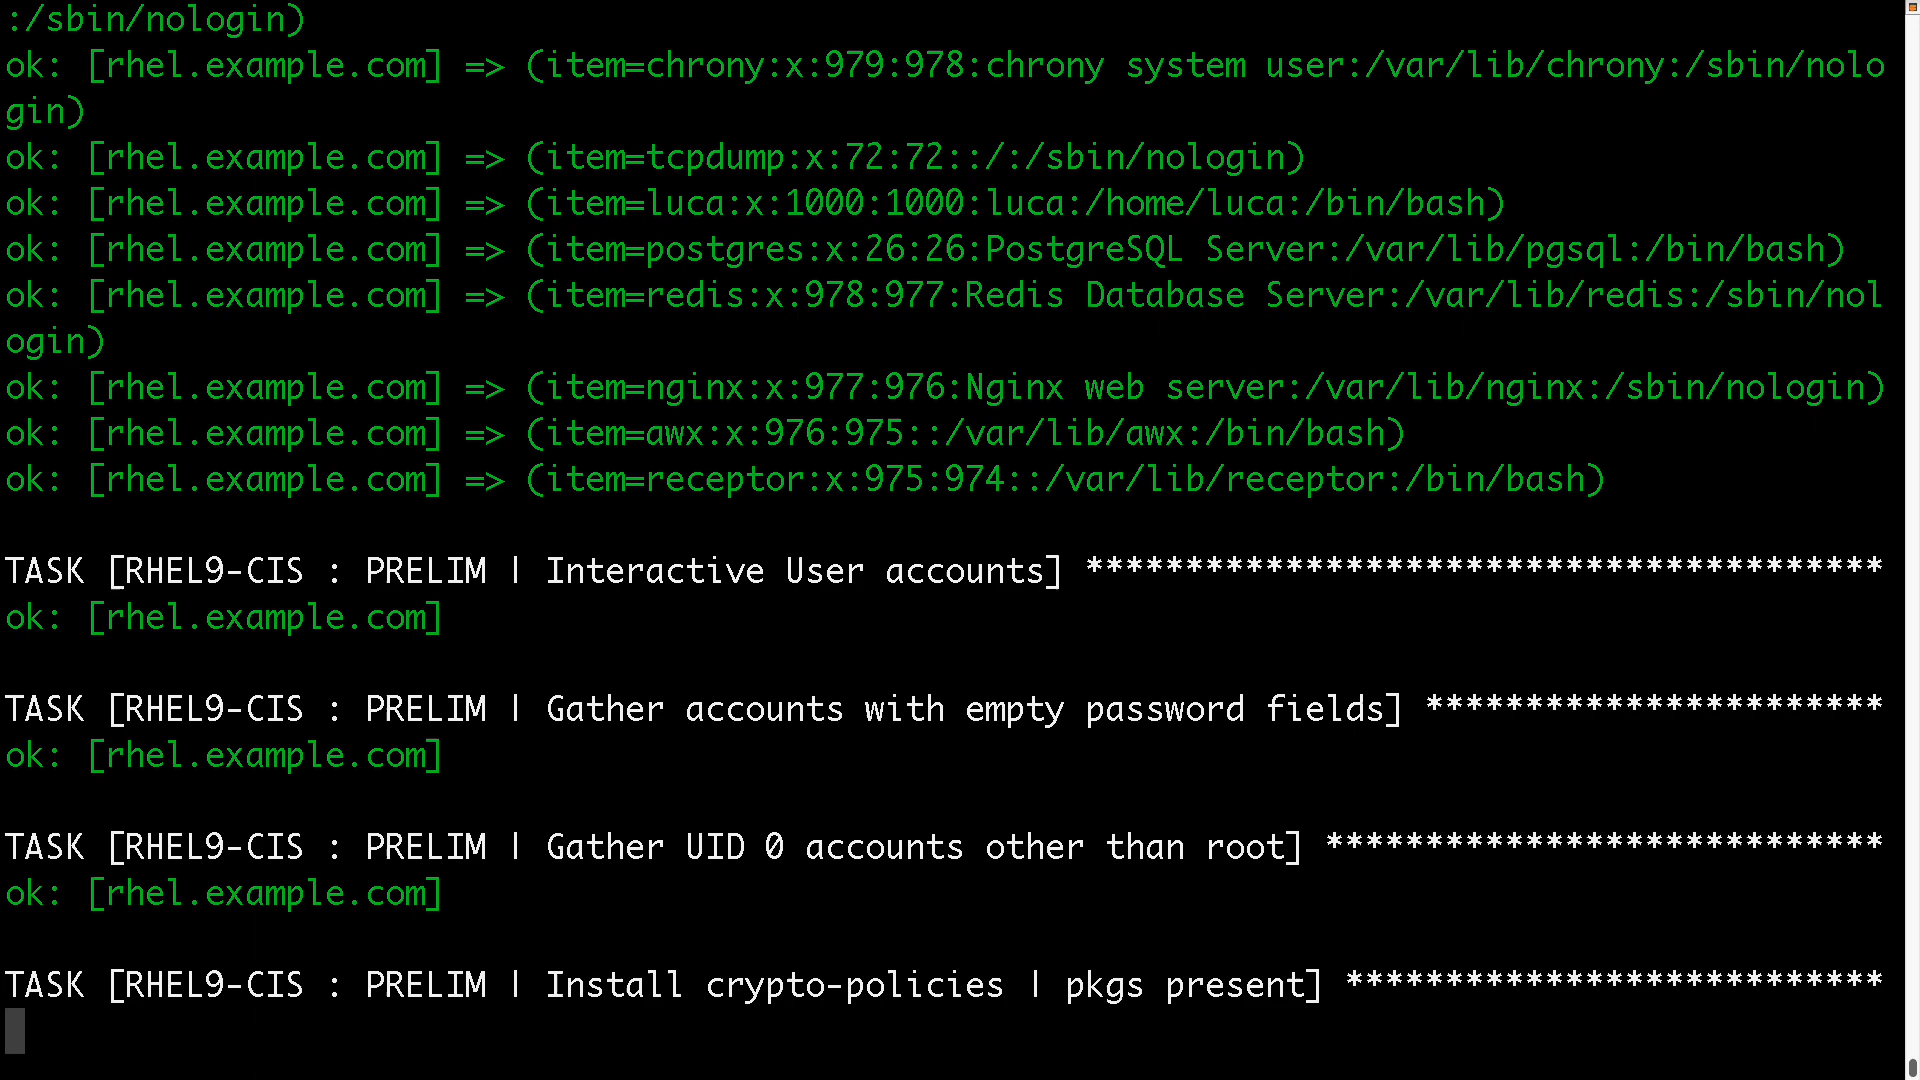 :/sbin/nologin)
ok: [rhel.example.com] => (item=chrony:x:979:978:chrony system user:/var/lib/chrony:/sbin/nolo
gin)
ok: [rhel.example.com] => (item=tcpdump:x:72:72::/:/sbin/nologin)
ok: [rhel.example.com] => (item=luca:x:1000:1000:luca:/home/luca:/bin/bash)
ok: [rhel.example.com] => (item=postgres:x:26:26:PostgreSQL Server:/var/lib/pgsql:/bin/bash)
ok: [rhel.example.com] => (item=redis:x:978:977:Redis Database Server:/var/lib/redis:/sbin/nol
ogin)
ok: [rhel.example.com] => (item=nginx:x:977:976:Nginx web server:/var/lib/nginx:/sbin/nologin)
ok: [rhel.example.com] => (item=awx:x:976:975::/var/lib/awx:/bin/bash)
ok: [rhel.example.com] => (item=receptor:x:975:974::/var/lib/receptor:/bin/bash)

TASK [RHEL9-CIS : PRELIM | Interactive User accounts] ****************************************
ok: [rhel.example.com]

TASK [RHEL9-CIS : PRELIM | Gather accounts with empty password fields] ***********************
ok: [rhel.example.com]

TASK [RHEL9-CIS : PRELIM | Gather UID 0 accounts other than root] ****************************
ok: [rhel.example.com]

TASK [RHEL9-CIS : PRELIM | Install crypto-policies | pkgs present] ***************************